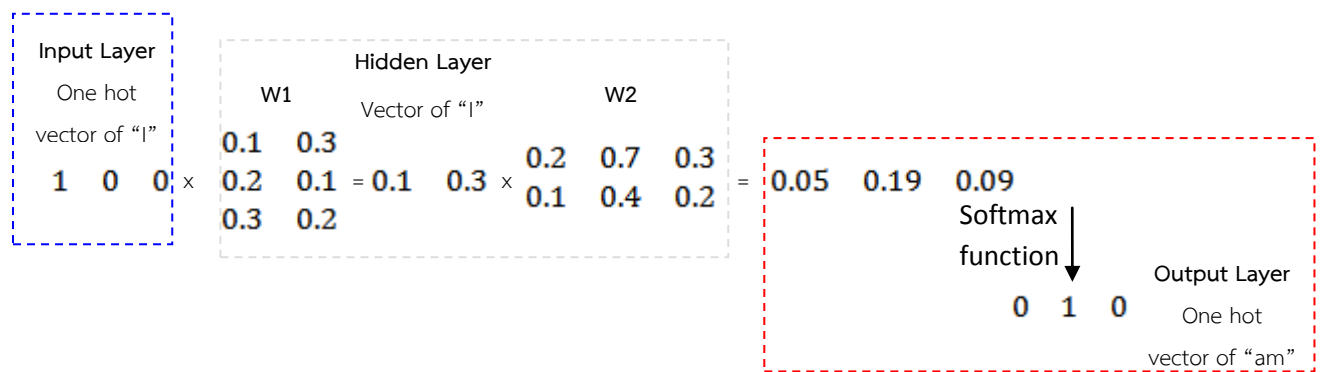 Input Layer
One hot
vector of "I"
1 0 0
×
W1
0.1 0.3
0.2 0.1
0.3 0.2
=
Hidden Layer
Vector of "I"
0.1 0.3
×
W2
0.2 0.7 0.3
0.1 0.4 0.2
=
0.05 0.19 0.09
Softmax
function
0 1 0
Output Layer
One hot
vector of "am"